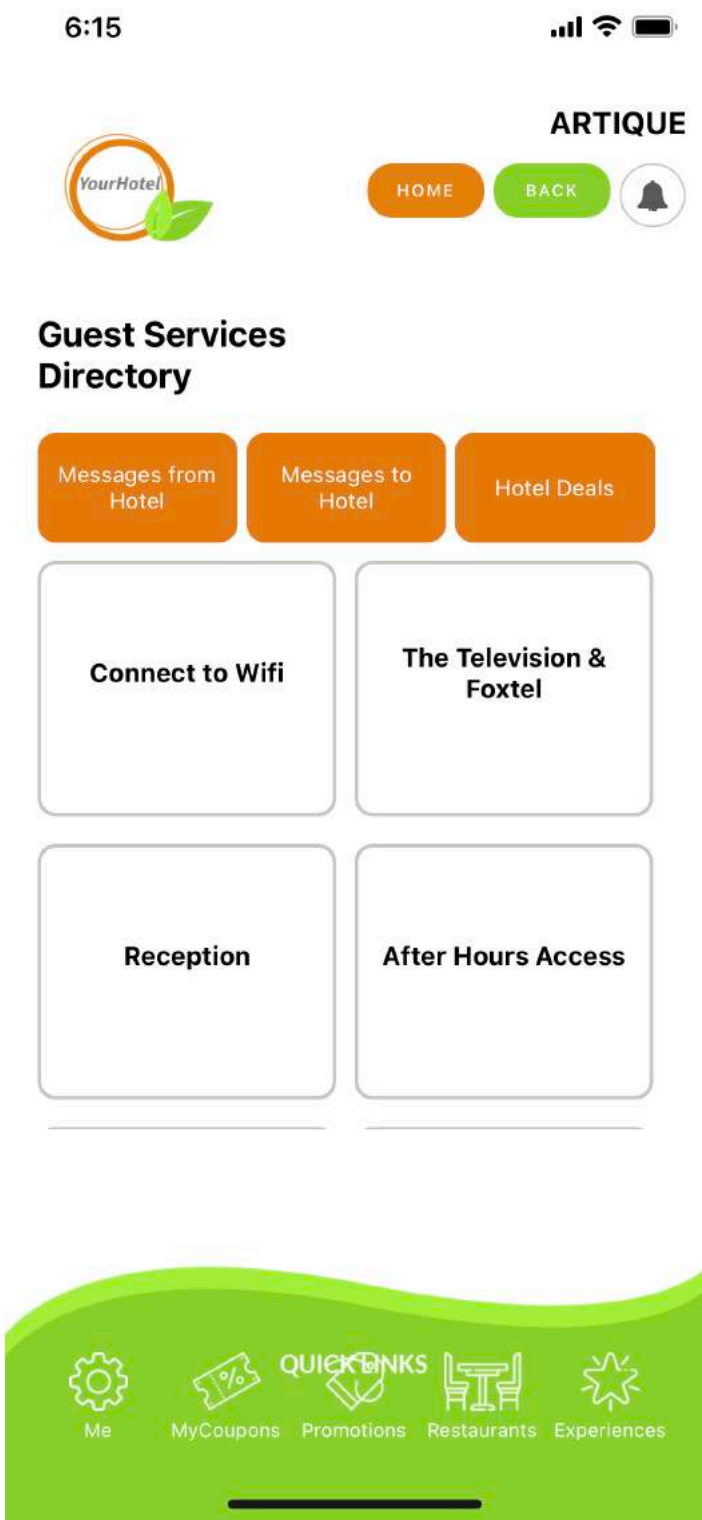 6:15
ARTIQUE
YourHotel
HOME
BACK
Guest Services
Directory
Messages from
Hotel
Messages to
Hotel
Hotel Deals
Connect to Wifi
The Television &
Foxtel
Reception
After Hours Access
QUICK LINKS
%
Me
MyCoupons
Promotions
Restaurants
Experiences